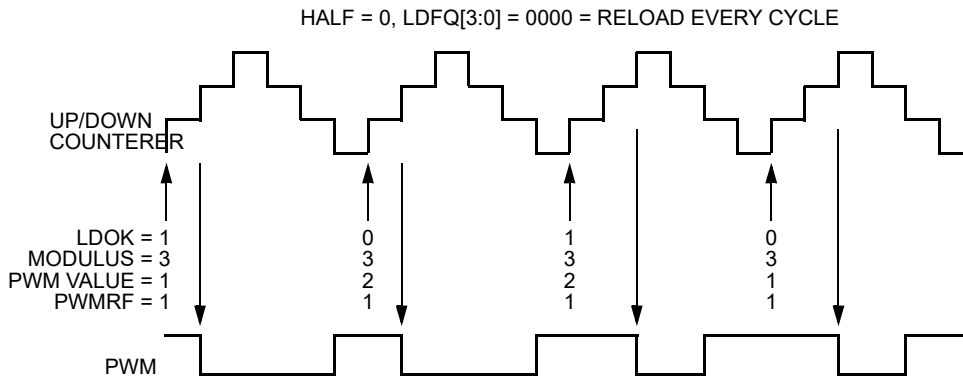 HALF = 0, LDFQ[3:0] = 0000 = RELOAD EVERY CYCLE
UP/DOWN
COUNTERER
LDOK = 1 0 1 0
MODULUS = 3 3 3 3
PWM VALUE = 1 2 2 1
PWMRF = 1 1 1 1
PWM